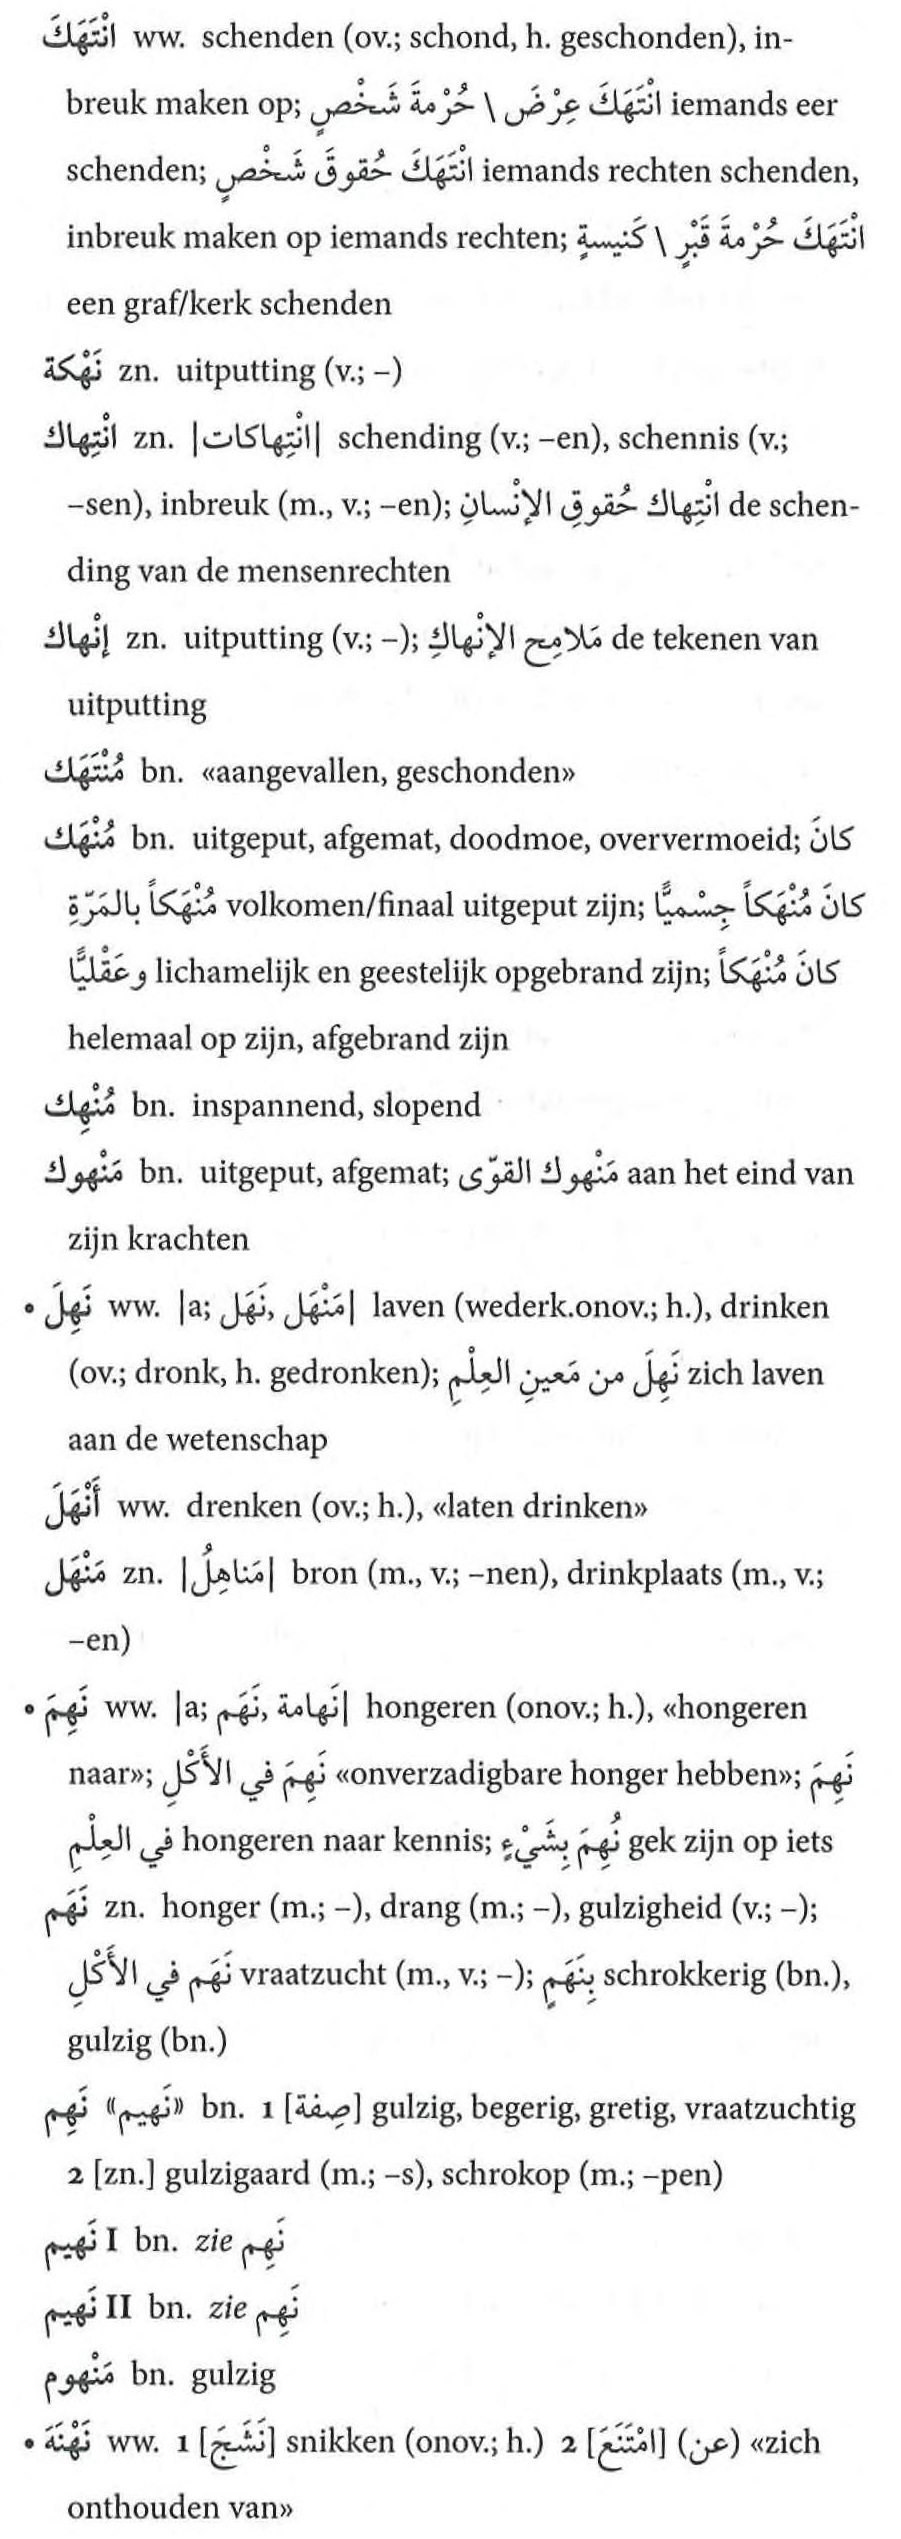 انْتَهَكَ ww. schenden (ov.; schond, h. geschonden), in-
breuk maken op; انْتَهَكَ عِرْضَ \ حُرْمةَ شَخْصٍ iemands eer
schenden; انْتَهَكَ حُقوقَ شَخْصٍ iemands rechten schenden,
inbreuk maken op iemands rechten; انْتَهَكَ حُرْمةَ قَبْرٍ \ كَنيسةٍ
een graf/kerk schenden
نَهْكة zn. uitputting (v.; –)
انْتِهاك zn. |انْتِهاكات| schending (v.; –en), schennis (v.;
–sen), inbreuk (m., v.; –en); انْتِهاك حُقوقِ الإنْسانِ de schen-
ding van de mensenrechten
إنْهاك zn. uitputting (v.; –); مَلامِح الإنْهاكِ de tekenen van
uitputting
مُنْتَهَك bn. «aangevallen, geschonden»
مُنْهَك bn. uitgeput, afgemat, doodmoe, oververmoeid; كانَ
مُنْهَكاً بالمَرّةِ volkomen/finaal uitgeput zijn; كانَ مُنْهَكاً جِسْميًّا
وعَقْليًّا lichamelijk en geestelijk opgebrand zijn; كانَ مُنْهَكاً
helemaal op zijn, afgebrand zijn
مُنْهِك bn. inspannend, slopend
مَنْهوك bn. uitgeput, afgemat; مَنْهوك القوّى aan het eind van
zijn krachten
• نَهِلَ ww. |a; نَهَل, مَنْهَل| laven (wederk.onov.; h.), drinken
(ov.; dronk, h. gedronken); نَهِلَ من مَعينِ العِلْمِ zich laven
aan de wetenschap
أَنْهَلَ ww. drenken (ov.; h.), «laten drinken»
مَنْهَل zn. |مَناهِلُ| bron (m., v.; –nen), drinkplaats (m., v.;
–en)
• نَهِمَ ww. |a; نَهَم, نَهامة| hongeren (onov.; h.), «hongeren
naar»; نَهِمَ في الأَكْلِ «onverzadigbare honger hebben»; نَهِمَ
في العِلْمِ hongeren naar kennis; نُهِمَ بِشَيْءٍ gek zijn op iets
نَهَم zn. honger (m.; –), drang (m.; –), gulzigheid (v.; –);
نَهَم في الأَكْلِ vraatzucht (m., v.; –); بِنَهَمٍ schrokkerig (bn.),
gulzig (bn.)
نَهِم «نَهيم» bn. 1 [صِفة] gulzig, begerig, gretig, vraatzuchtig
2 [zn.] gulzigaard (m.; –s), schrokop (m.; –pen)
نَهيم I bn. zie نَهِم
نَهيم II bn. zie نَهِم
مَنْهوم bn. gulzig
• نَهْنَهَ ww. 1 [نَشَجَ] snikken (onov.; h.) 2 [امْتَنَعَ] (عن) «zich
onthouden van»